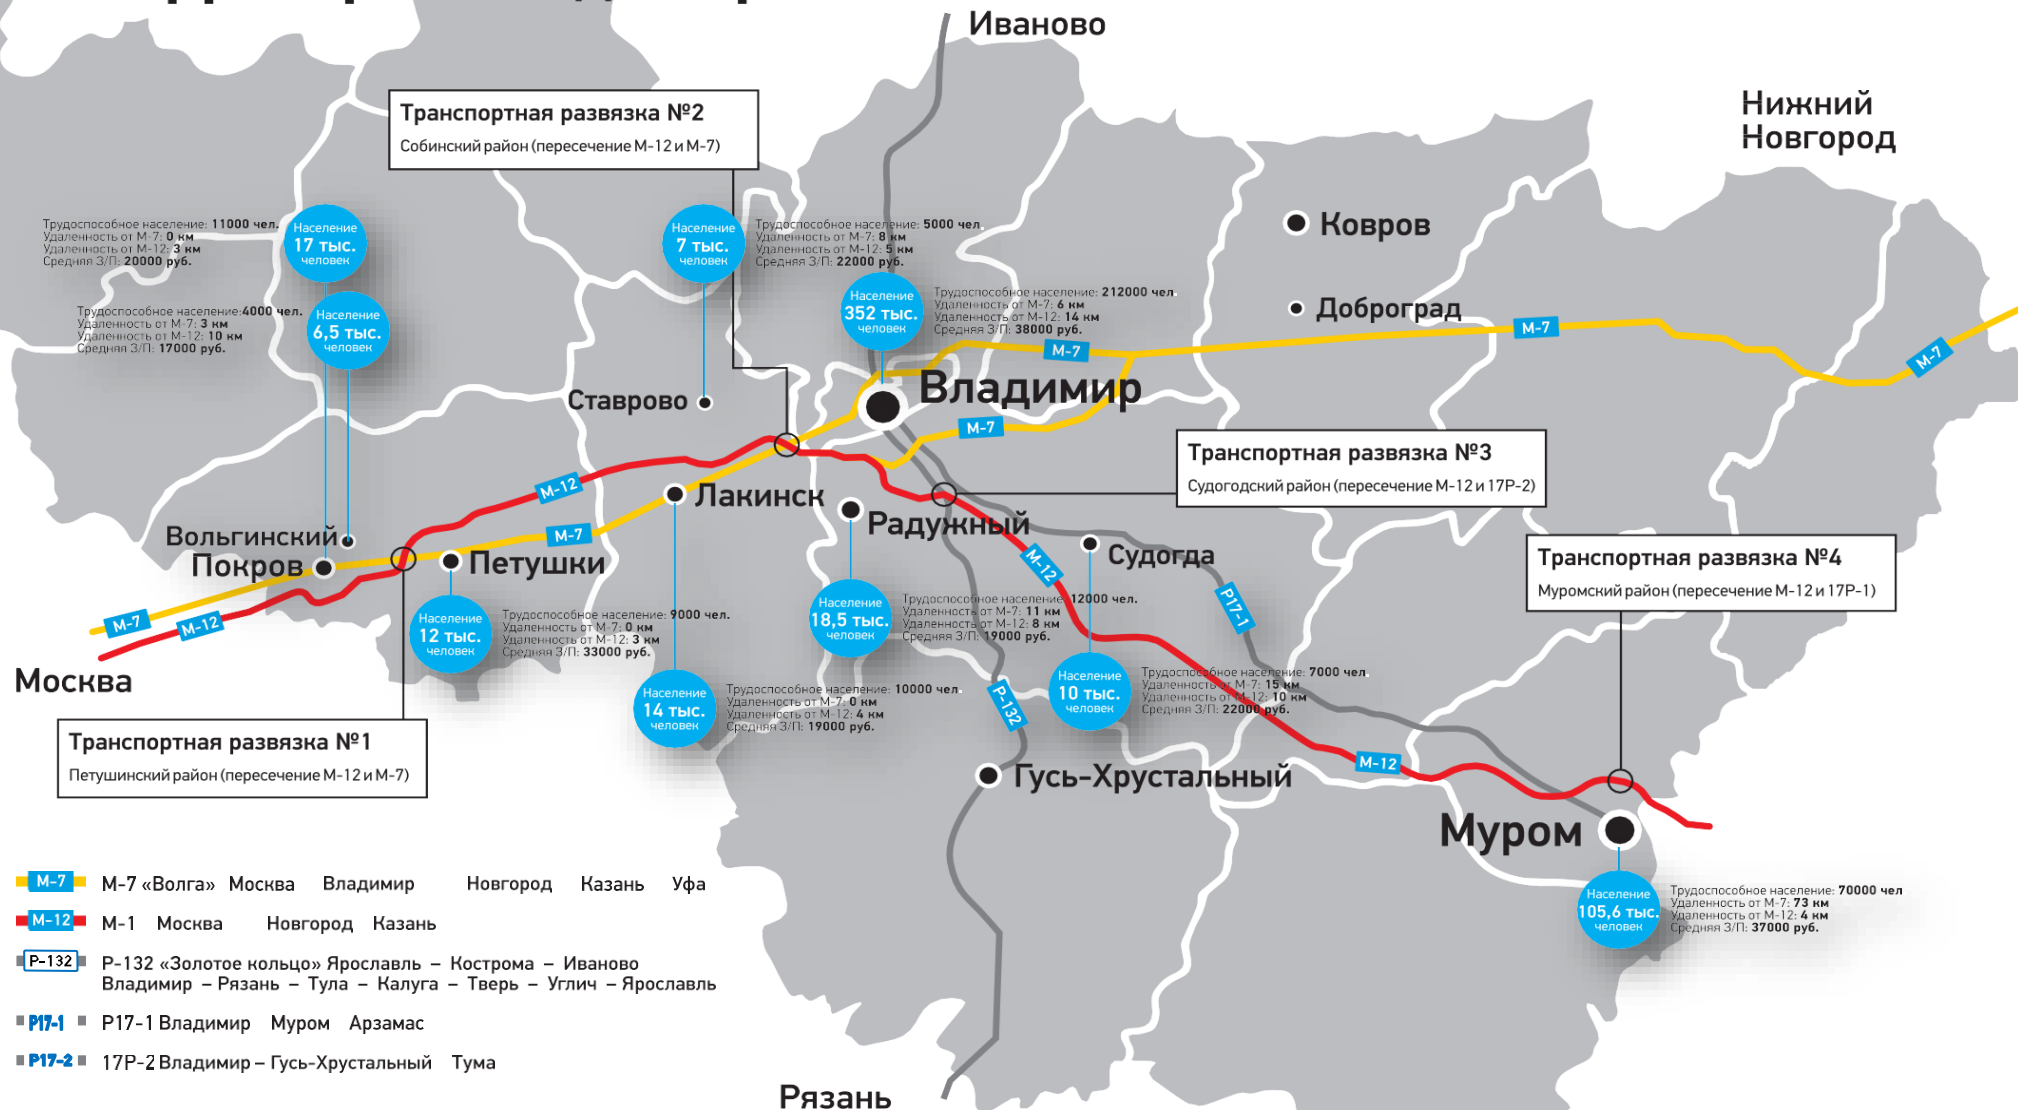 Иваново
Нижний
Новгород
Транспортная развязка №2
Собинский район (пересечение М-12 и М-7)
Трудоспособное население: 11000 чел.
Удаленность от М-7: 0 км
Удаленность от М-12: 3 км
Средняя З/П: 20000 руб.
Население
17 тыс.
человек
Население
7 тыс.
человек
Трудоспособное население: 5000 чел.
Удаленность от М-7: 8 км
Удаленность от М-12: 5 км
Средняя З/П: 22000 руб.
Ковров
Трудоспособное население:4000 чел.
Удаленность от М-7: 3 км
Удаленность от М-12: 10 км
Средняя З/П: 17000 руб.
Население
6,5 тыс.
человек
Население
352 тыс.
человек
Трудоспособное население: 212000 чел.
Удаленность от М-7: 6 км
Удаленность от М-12: 14 км
Средняя З/П: 38000 руб.
Доброград
М-7
М-7
М-7
Ставрово
Владимир
М-7
Транспортная развязка №3
Судогодский район (пересечение М-12 и 17Р-2)
М-12
Лакинск
Радужный
М-7
Вольгинский
Покров
Петушки
Судогда
М-12
Р17-1
Транспортная развязка №4
Муромский район (пересечение М-12 и 17Р-1)
М-7
М-12
Москва
Население
12 тыс.
человек
Трудоспособное население: 9000 чел.
Удаленность от М-7: 0 км
Удаленность от М-12: 3 км
Средняя З/П: 33000 руб.
Население
18,5 тыс.
человек
Трудоспособное население: 12000 чел.
Удаленность от М-7: 11 км
Удаленность от М-12: 8 км
Средняя З/П: 19000 руб.
Население
14 тыс.
человек
Трудоспособное население: 10000 чел.
Удаленность от М-7: 0 км
Удаленность от М-12: 4 км
Средняя З/П: 19000 руб.
Р-132
Население
10 тыс.
человек
Трудоспособное население: 7000 чел.
Удаленность от М-7: 15 км
Удаленность от М-12: 10 км
Средняя З/П: 22000 руб.
Транспортная развязка №1
Петушинский район (пересечение М-12 и М-7)
М-12
Гусь-Хрустальный
Муром
Население
105,6 тыс.
человек
Трудоспособное население: 70000 чел
Удаленность от М-7: 73 км
Удаленность от М-12: 4 км
Средняя З/П: 37000 руб.
М-7 М-7 «Волга» Москва Владимир Новгород Казань Уфа
М-12 М-1 Москва Новгород Казань
Р-132 Р-132 «Золотое кольцо» Ярославль – Кострома – Иваново
Владимир – Рязань – Тула – Калуга – Тверь – Углич – Ярославль
Р17-1 Р17-1 Владимир Муром Арзамас
Р17-2 17Р-2 Владимир – Гусь-Хрустальный Тума
Рязань